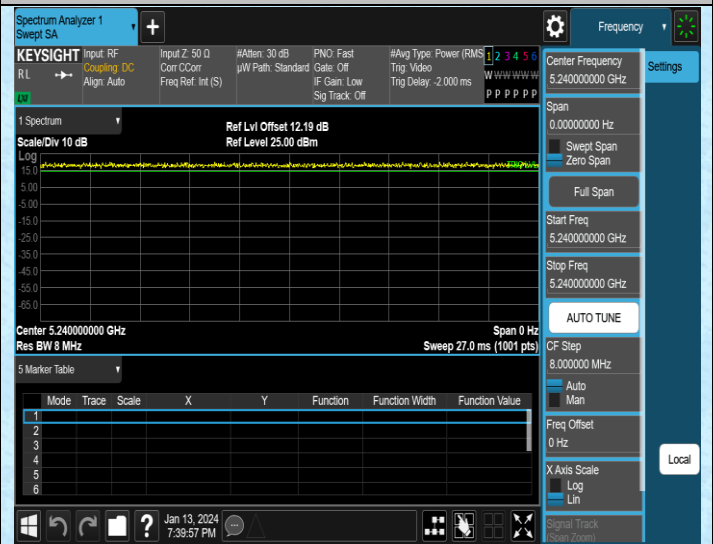 Spectrum Analyzer 1
Swept SA
+
Frequency
KEYSIGHT
RL
LXI
Input: RF
Coupling: DC
Align: Auto
Input Z: 50 Ω
Corr CCorr
Freq Ref: Int (S)
#Atten: 30 dB
µW Path: Standard
PNO: Fast
Gate: Off
IF Gain: Low
Sig Track: Off
#Avg Type: Power (RMS
Trig: Video
Trig Delay: -2.000 ms
1 2 3 4 5 6
W W W W W W
P P P P P P
1 Spectrum
Scale/Div 10 dB
Ref Lvl Offset 12.19 dB
Ref Level 25.00 dBm
Log
15.0
5.00
-5.00
-15.0
-25.0
-35.0
-45.0
-55.0
-65.0
Center 5.240000000 GHz
Span 0 Hz
Res BW 8 MHz
Sweep 27.0 ms (1001 pts)
5 Marker Table
Mode Trace Scale X Y Function Function Width Function Value
1
2
3
4
5
6
?
Jan 13, 2024
7:39:57 PM
Center Frequency
5.240000000 GHz
Span
0.00000000 Hz
Swept Span
Zero Span
Full Span
Start Freq
5.240000000 GHz
Stop Freq
5.240000000 GHz
AUTO TUNE
CF Step
8.000000 MHz
Auto
Man
Freq Offset
0 Hz
X Axis Scale
Log
Lin
Signal Track
(Span Zoom)
Settings
Local